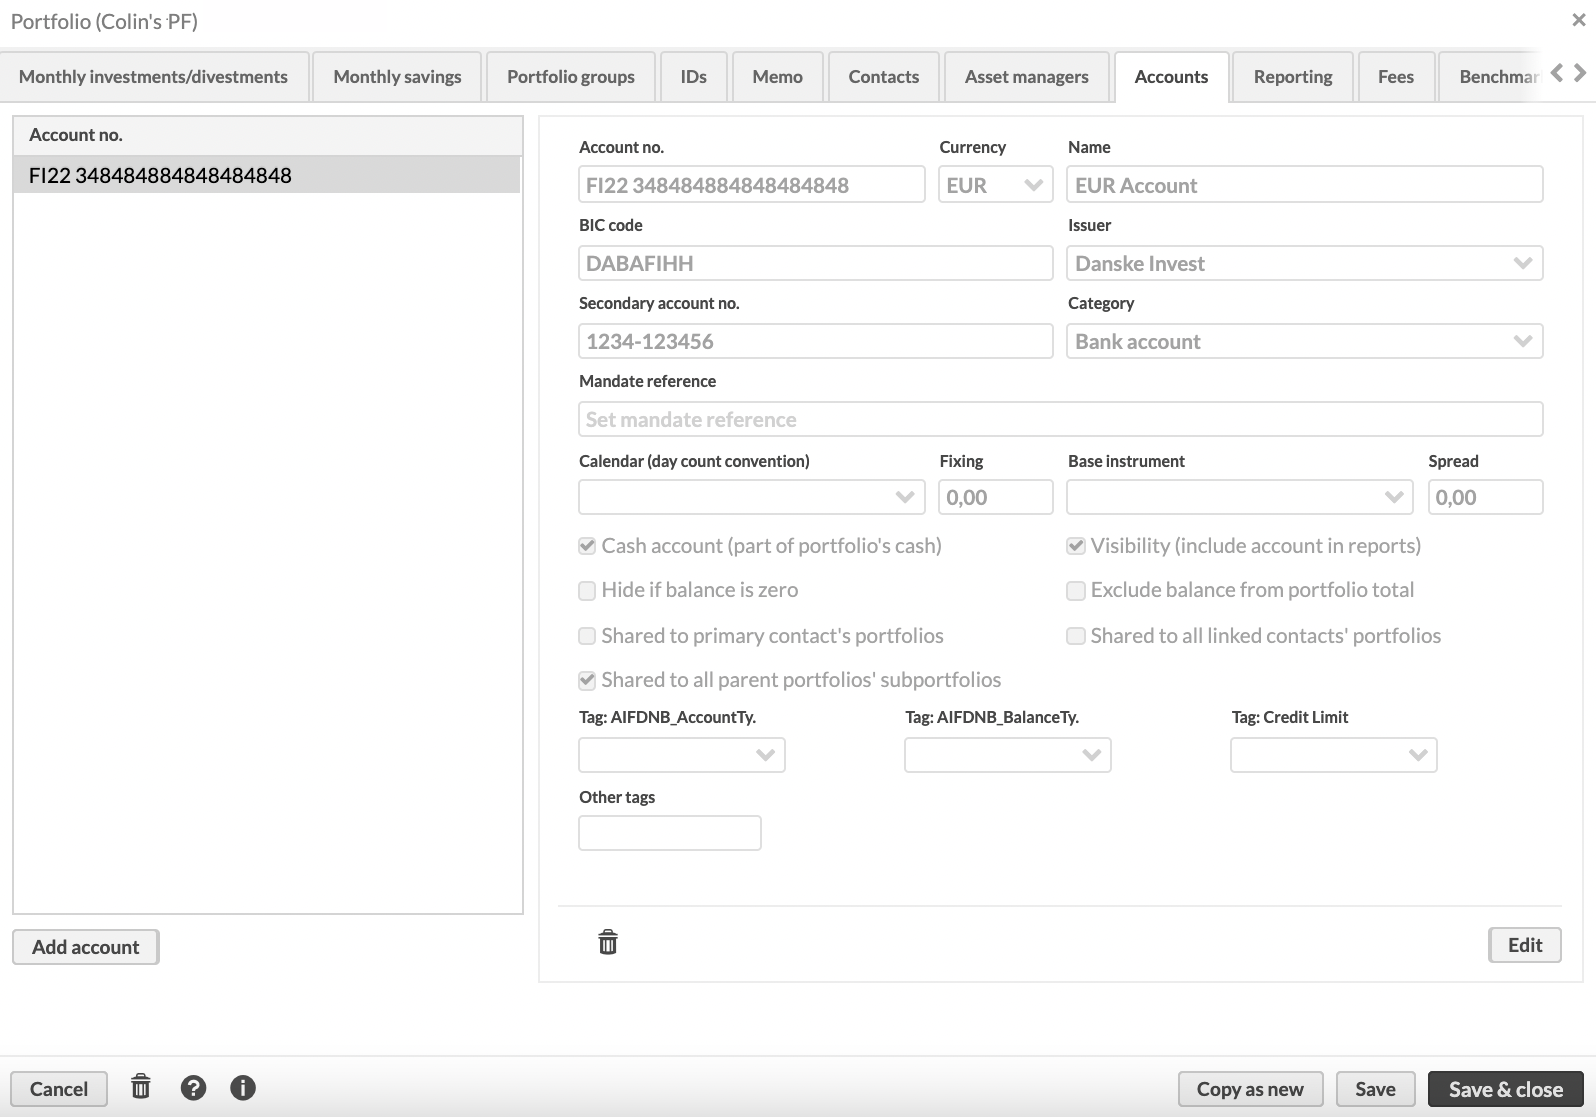 Portfolio (Colin's PF)
Monthly investments/divestments Monthly savings Portfolio groups IDs Memo Contacts Asset managers Accounts Reporting Fees Benchmar
Account no.
FI22 348484884848484848
Account no. Currency Name
FI22 348484884848484848 EUR EUR Account
BIC code Issuer
DABAFIHH Danske Invest
Secondary account no. Category
1234-123456 Bank account
Mandate reference
Set mandate reference
Calendar (day count convention) Fixing Base instrument Spread
0,00 0,00
Cash account (part of portfolio's cash) Visibility (include account in reports)
Hide if balance is zero Exclude balance from portfolio total
Shared to primary contact's portfolios Shared to all linked contacts' portfolios
Shared to all parent portfolios' subportfolios
Tag: AIFDNB_AccountTy. Tag: AIFDNB_BalanceTy. Tag: Credit Limit
Other tags
Add account Edit
Cancel Copy as new Save Save & close